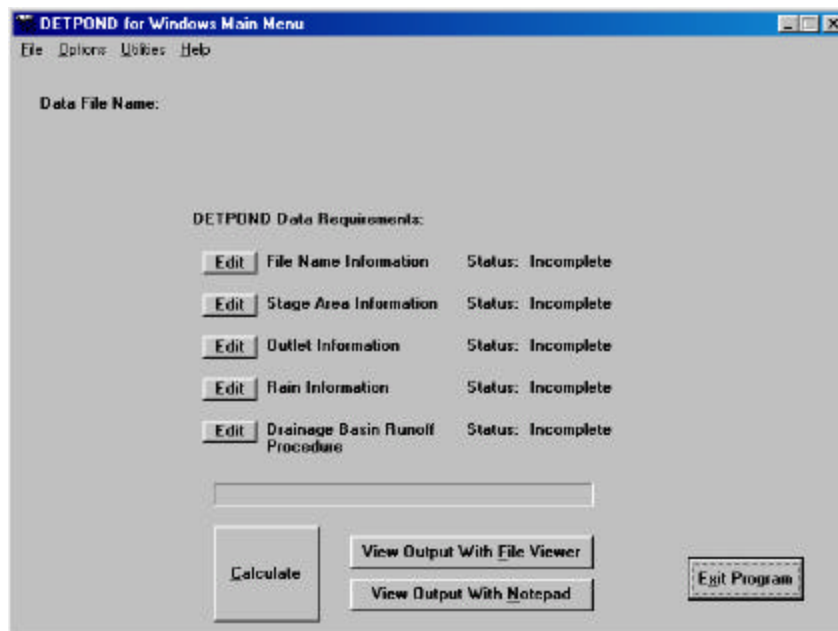 DETPOND for Windows Main Menu
File Options Utilities Help
Data File Name:
DETPOND Data Requirements:
Edit File Name Information Status: Incomplete
Edit Stage Area Information Status: Incomplete
Edit Outlet Information Status: Incomplete
Edit Rain Information Status: Incomplete
Edit Drainage Basin Runoff Status: Incomplete
Procedure
Calculate
View Output With File Viewer
View Output With Notepad
Exit Program